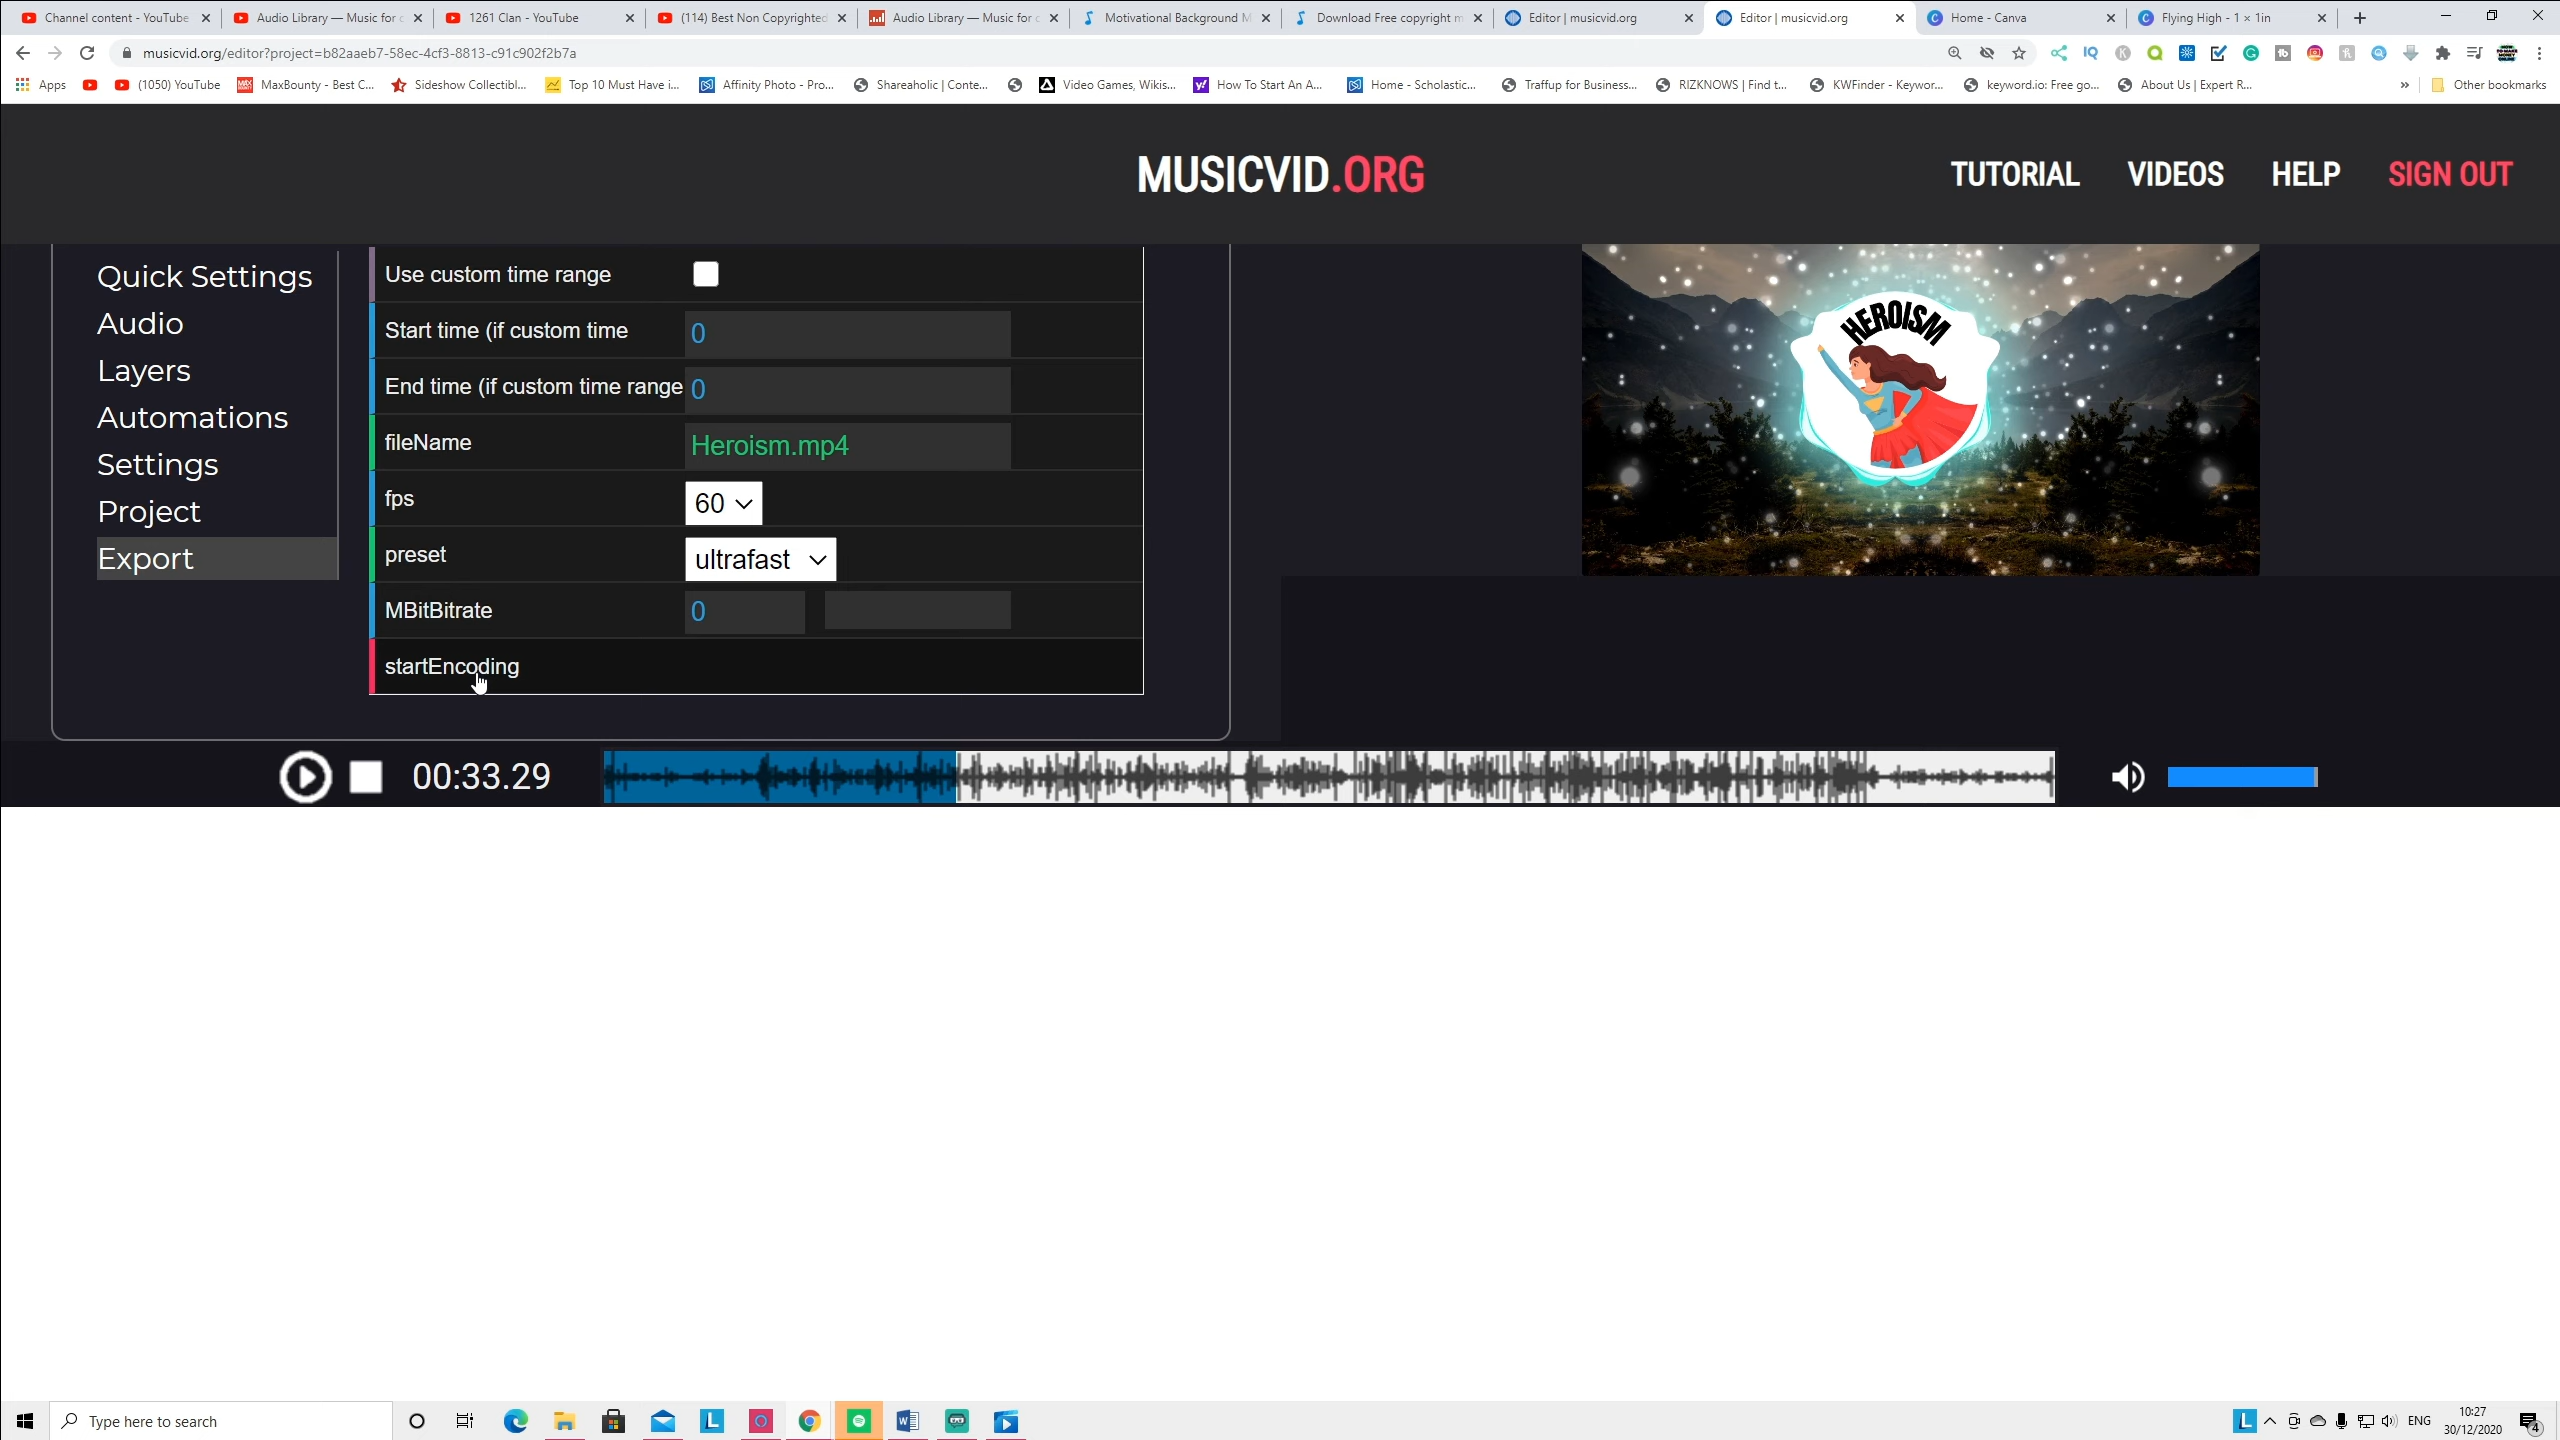 Channel content - YouTube
Audio Library — Music for c
1261 Clan - YouTube
(114) Best Non Copyrighted
Audio Library — Music for c
Motivational Background M
Download Free copyright m
Editor | musicvid.org
Editor | musicvid.org
Home - Canva
Flying High - 1 × 1in
musicvid.org/editor?project=b82aaeb7-58ec-4cf3-8813-c91c902f2b7a
Apps
(1050) YouTube
MaxBounty - Best C...
Sideshow Collectibl...
Top 10 Must Have i...
Affinity Photo - Pro...
Shareaholic | Conte...
Video Games, Wikis...
How To Start An A...
Home - Scholastic...
Traffup for Business...
RIZKNOWS | Find t...
KWFinder - Keywor...
keyword.io: Free go...
About Us | Expert R...
»
Other bookmarks
MUSICVID.ORG
TUTORIAL
VIDEOS
HELP
SIGN OUT
Quick Settings
Audio
Layers
Automations
Settings
Project
Export
Use custom time range
Start time (if custom time
0
End time (if custom time range
0
fileName
Heroism.mp4
fps
60
preset
ultrafast
MBitBitrate
0
startEncoding
HEROISM
00:33.29
Type here to search
ENG
10:27
30/12/2020
4